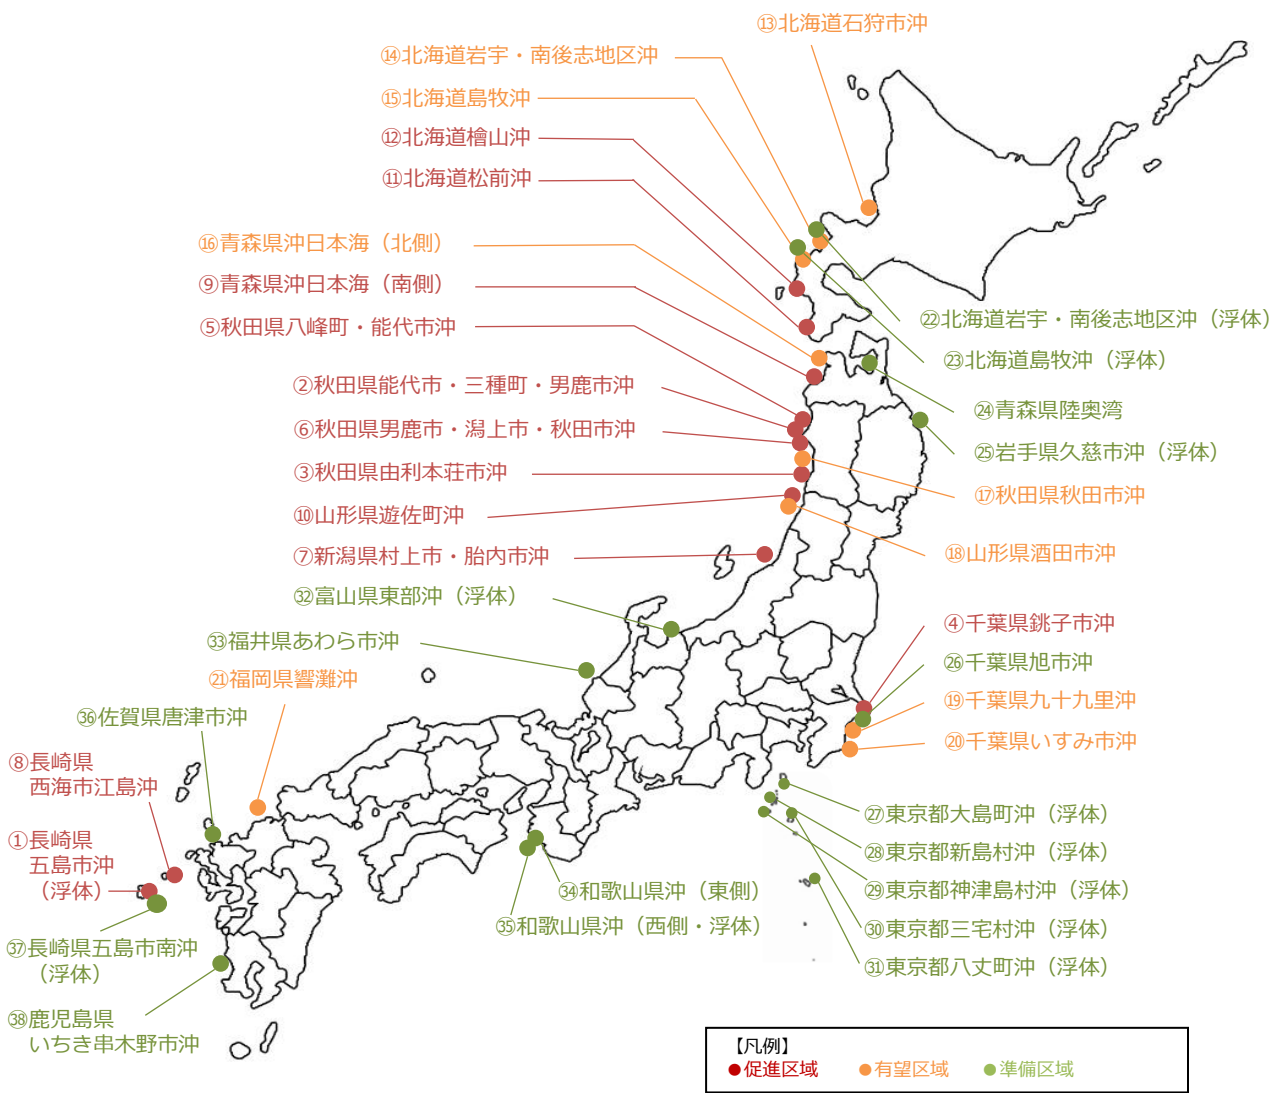 ⑬北海道石狩市沖
⑭北海道岩宇・南後志地区沖
⑮北海道島牧沖
⑫北海道檜山沖
⑪北海道松前沖
⑯青森県沖日本海（北側）
⑨青森県沖日本海（南側）
⑤秋田県八峰町・能代市沖
②秋田県能代市・三種町・男鹿市沖
⑥秋田県男鹿市・潟上市・秋田市沖
③秋田県由利本荘市沖
⑩山形県遊佐町沖
⑦新潟県村上市・胎内市沖
㉜富山県東部沖（浮体）
㉝福井県あわら市沖
㉑福岡県響灘沖
㊱佐賀県唐津市沖
⑧長崎県
西海市江島沖
①長崎県
五島市沖
（浮体）
㊲長崎県五島市南沖
（浮体）
㊳鹿児島県
いちき串木野市沖
㉒北海道岩宇・南後志地区沖（浮体）
㉓北海道島牧沖（浮体）
㉔青森県陸奥湾
㉕岩手県久慈市沖（浮体）
⑰秋田県秋田市沖
⑱山形県酒田市沖
④千葉県銚子市沖
㉖千葉県旭市沖
⑲千葉県九十九里沖
⑳千葉県いすみ市沖
㉗東京都大島町沖（浮体）
㉘東京都新島村沖（浮体）
㉙東京都神津島村沖（浮体）
㉚東京都三宅村沖（浮体）
㉛東京都八丈町沖（浮体）
㉞和歌山県沖（東側）
㉟和歌山県沖（西側・浮体）
【凡例】
●促進区域 ●有望区域 ●準備区域